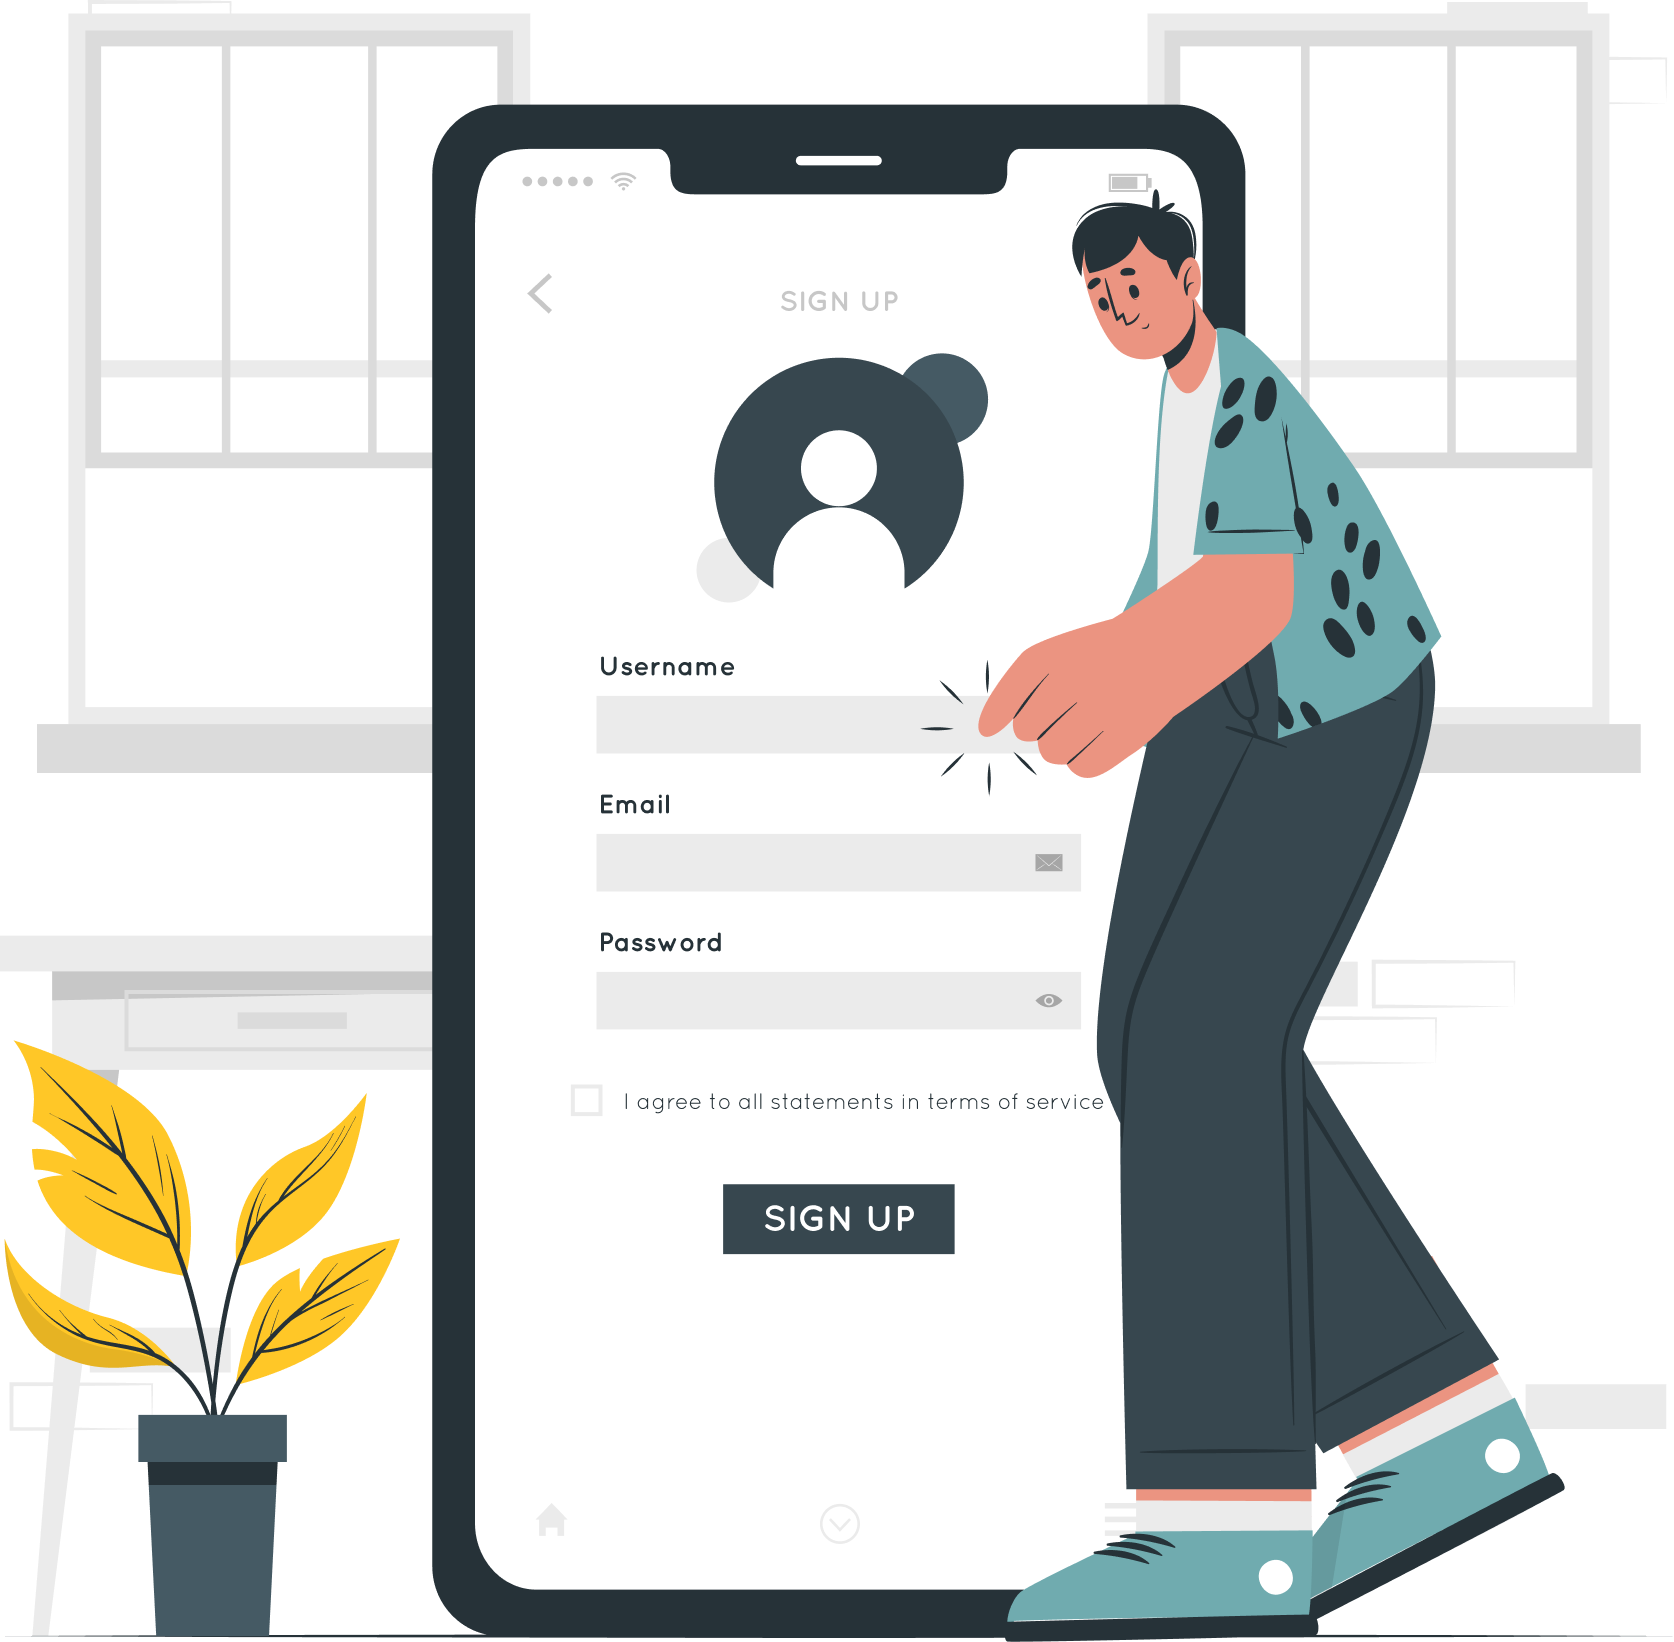 SIGN UP
Username
Email
Password
I agree to all statements in terms of service
SIGN UP